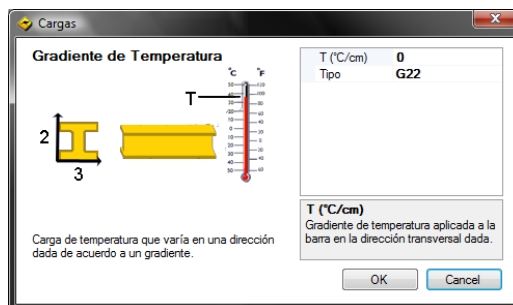 Cargas
Gradiente de Temperatura
°C °F
T
2
3
Carga de temperatura que varía en una dirección
dada de acuerdo a un gradiente.
T (°C/cm) 0
Tipo G22
T (°C/cm)
Gradiente de temperatura aplicada a la
barra en la dirección transversal dada.
OK Cancel